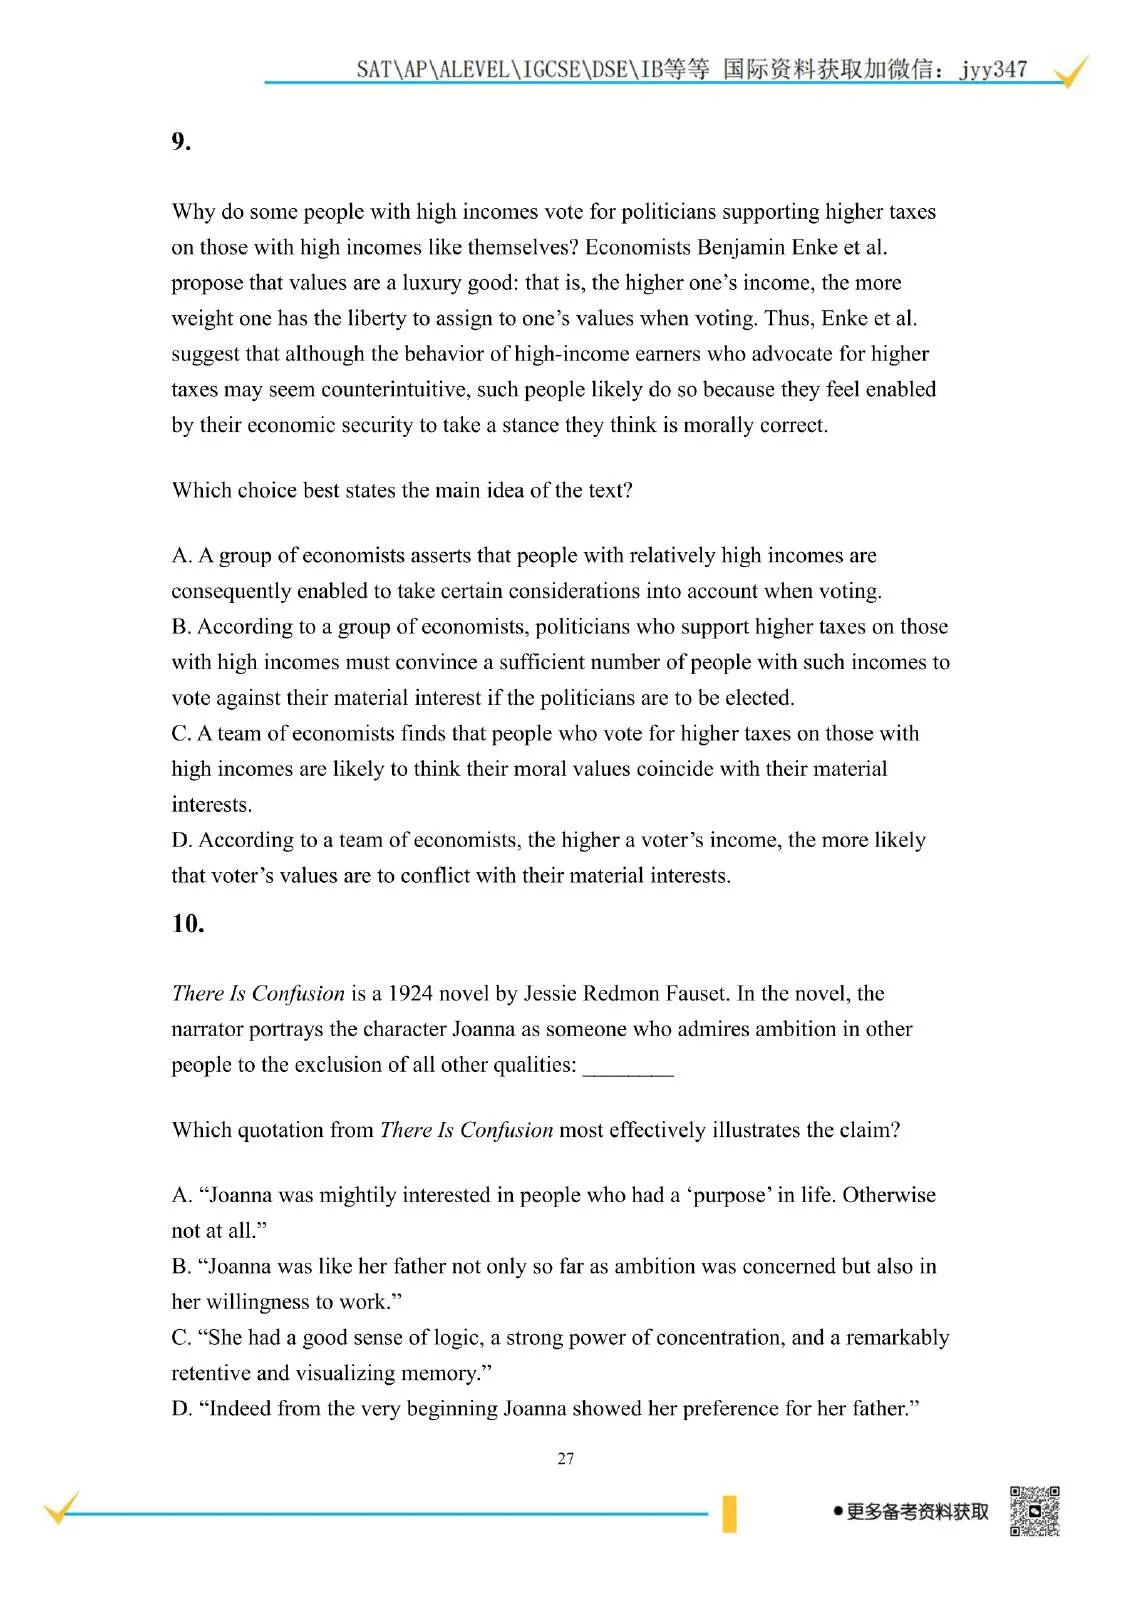 SAT\AP\ALEVEL\IGCSE\DSE\IB等等 国际资料获取加微信：jyy347
9.
Why do some people with high incomes vote for politicians supporting higher taxes
on those with high incomes like themselves? Economists Benjamin Enke et al.
propose that values are a luxury good: that is, the higher one’s income, the more
weight one has the liberty to assign to one’s values when voting. Thus, Enke et al.
suggest that although the behavior of high-income earners who advocate for higher
taxes may seem counterintuitive, such people likely do so because they feel enabled
by their economic security to take a stance they think is morally correct.
Which choice best states the main idea of the text?
A. A group of economists asserts that people with relatively high incomes are
consequently enabled to take certain considerations into account when voting.
B. According to a group of economists, politicians who support higher taxes on those
with high incomes must convince a sufficient number of people with such incomes to
vote against their material interest if the politicians are to be elected.
C. A team of economists finds that people who vote for higher taxes on those with
high incomes are likely to think their moral values coincide with their material
interests.
D. According to a team of economists, the higher a voter’s income, the more likely
that voter’s values are to conflict with their material interests.
10.
There Is Confusion is a 1924 novel by Jessie Redmon Fauset. In the novel, the
narrator portrays the character Joanna as someone who admires ambition in other
people to the exclusion of all other qualities: ________
Which quotation from There Is Confusion most effectively illustrates the claim?
A. “Joanna was mightily interested in people who had a ‘purpose’ in life. Otherwise
not at all.”
B. “Joanna was like her father not only so far as ambition was concerned but also in
her willingness to work.”
C. “She had a good sense of logic, a strong power of concentration, and a remarkably
retentive and visualizing memory.”
D. “Indeed from the very beginning Joanna showed her preference for her father.”
27
●更多备考资料获取